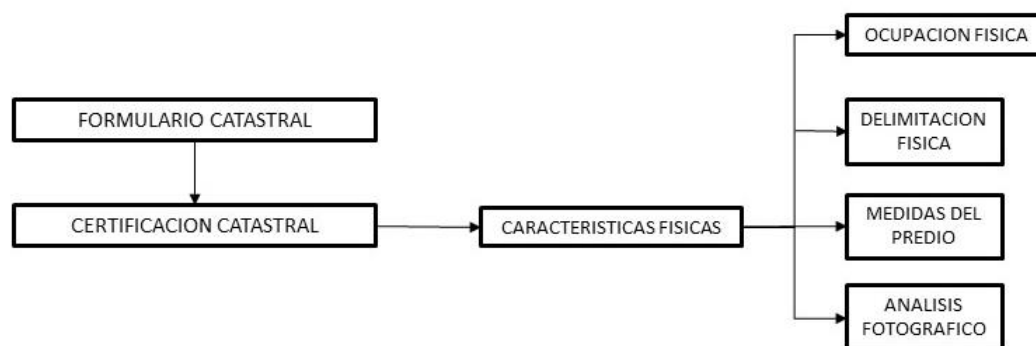 OCUPACION FISICA
FORMULARIO CATASTRAL
DELIMITACION
FISICA
CERTIFICACION CATASTRAL
CARACTERISTICAS FISICAS
MEDIDAS DEL
PREDIO
ANALISIS
FOTOGRAFICO